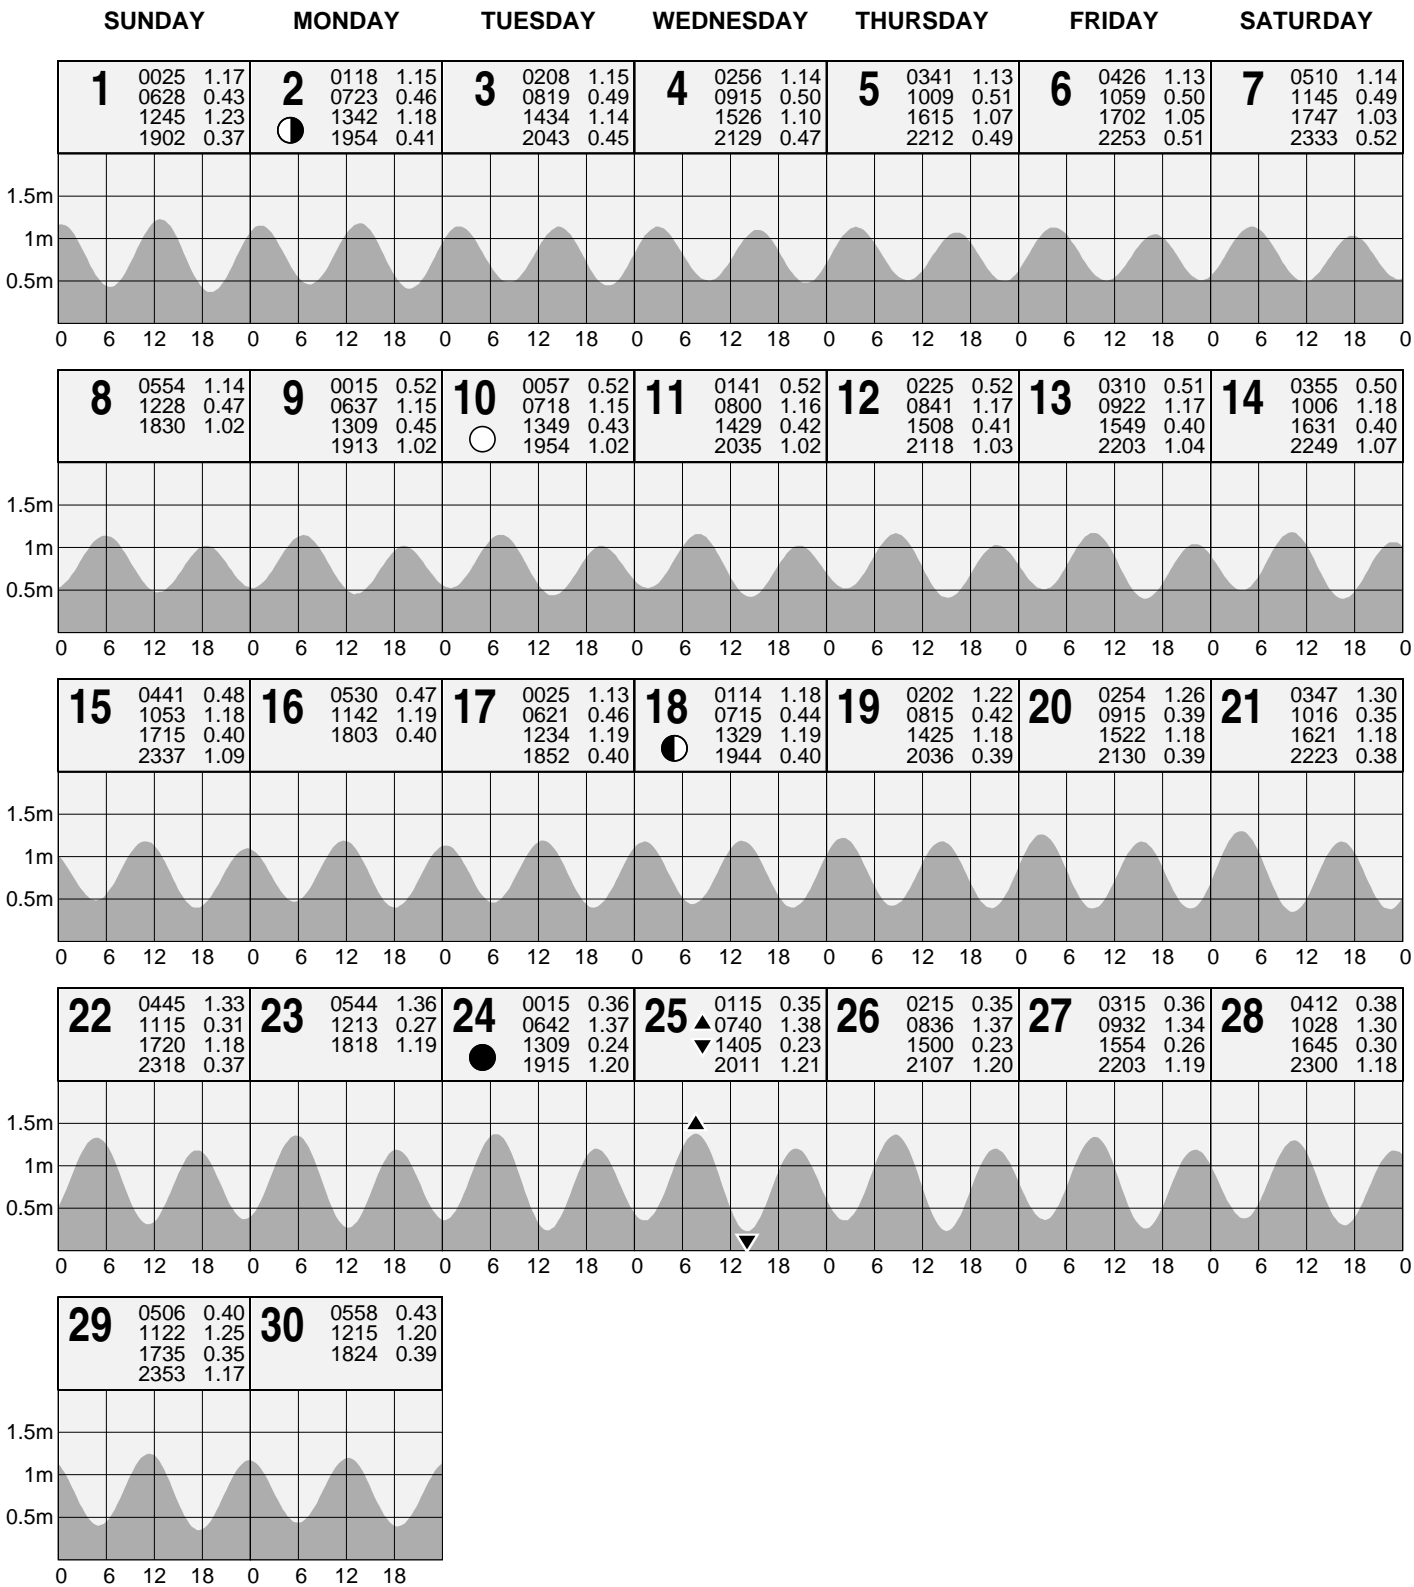 SUNDAY MONDAY TUESDAY WEDNESDAY THURSDAY FRIDAY SATURDAY
1 0025 1.17 2 0118 1.15 3 0208 1.15 4 0256 1.14 5 0341 1.13 6 0426 1.13 7 0510 1.14
0628 0.43 0723 0.46 0819 0.49 0915 0.50 1009 0.51 1059 0.50 1145 0.49
1245 1.23 1342 1.18 1434 1.14 1526 1.10 1615 1.07 1702 1.05 1747 1.03
1902 0.37 1954 0.41 2043 0.45 2129 0.47 2212 0.49 2253 0.51 2333 0.52
1.5m
1m
0.5m
0 6 12 18 0 6 12 18 0 6 12 18 0 6 12 18 0 6 12 18 0 6 12 18 0 6 12 18 0
8 0554 1.14 9 0015 0.52 10 0057 0.52 11 0141 0.52 12 0225 0.52 13 0310 0.51 14 0355 0.50
1228 0.47 0637 1.15 0718 1.15 0800 1.16 0841 1.17 0922 1.17 1006 1.18
1830 1.02 1309 0.45 1349 0.43 1429 0.42 1508 0.41 1549 0.40 1631 0.40
1913 1.02 1954 1.02 2035 1.02 2118 1.03 2203 1.04 2249 1.07
1.5m
1m
0.5m
0 6 12 18 0 6 12 18 0 6 12 18 0 6 12 18 0 6 12 18 0 6 12 18 0 6 12 18 0
15 0441 0.48 16 0530 0.47 17 0025 1.13 18 0114 1.18 19 0202 1.22 20 0254 1.26 21 0347 1.30
1053 1.18 1142 1.19 0621 0.46 0715 0.44 0815 0.42 0915 0.39 1016 0.35
1715 0.40 1803 0.40 1234 1.19 1329 1.19 1425 1.18 1522 1.18 1621 1.18
2337 1.09 1852 0.40 1944 0.40 2036 0.39 2130 0.39 2223 0.38
1.5m
1m
0.5m
0 6 12 18 0 6 12 18 0 6 12 18 0 6 12 18 0 6 12 18 0 6 12 18 0 6 12 18 0
22 0445 1.33 23 0544 1.36 24 0015 0.36 25 0115 0.35 26 0215 0.35 27 0315 0.36 28 0412 0.38
1115 0.31 1213 0.27 0642 1.37 0740 1.38 0836 1.37 0932 1.34 1028 1.30
1720 1.18 1818 1.19 1309 0.24 1405 0.23 1500 0.23 1554 0.26 1645 0.30
2318 0.37 1915 1.20 2011 1.21 2107 1.20 2203 1.19 2300 1.18
1.5m
1m
0.5m
0 6 12 18 0 6 12 18 0 6 12 18 0 6 12 18 0 6 12 18 0 6 12 18 0 6 12 18 0
29 0506 0.40 30 0558 0.43
1122 1.25 1215 1.20
1735 0.35 1824 0.39
2353 1.17
1.5m
1m
0.5m
0 6 12 18 0 6 12 18